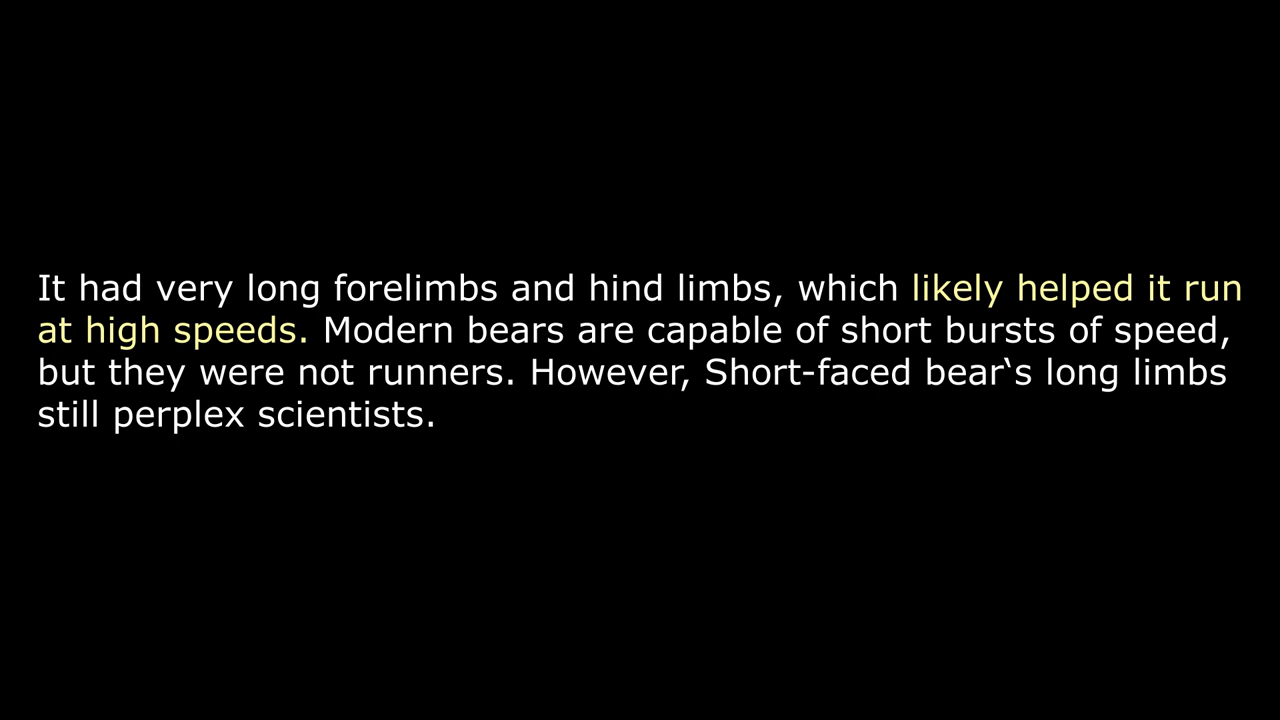 It had very long forelimbs and hind limbs, which likely helped it run
at high speeds. Modern bears are capable of short bursts of speed,
but they were not runners. However, Short-faced bear‛s long limbs
still perplex scientists.